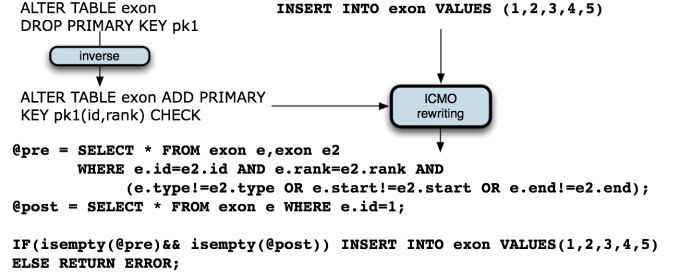 ALTER TABLE exon
DROP PRIMARY KEY pk1
INSERT INTO exon VALUES (1,2,3,4,5)
inverse
ALTER TABLE exon ADD PRIMARY
KEY pk1(id,rank) CHECK
ICMO
rewriting
@pre = SELECT * FROM exon e,exon e2
WHERE e.id=e2.id AND e.rank=e2.rank AND
(e.type!=e2.type OR e.start!=e2.start OR e.end!=e2.end);
@post = SELECT * FROM exon e WHERE e.id=1;
IF(isempty(@pre)&& isempty(@post)) INSERT INTO exon VALUES(1,2,3,4,5)
ELSE RETURN ERROR;